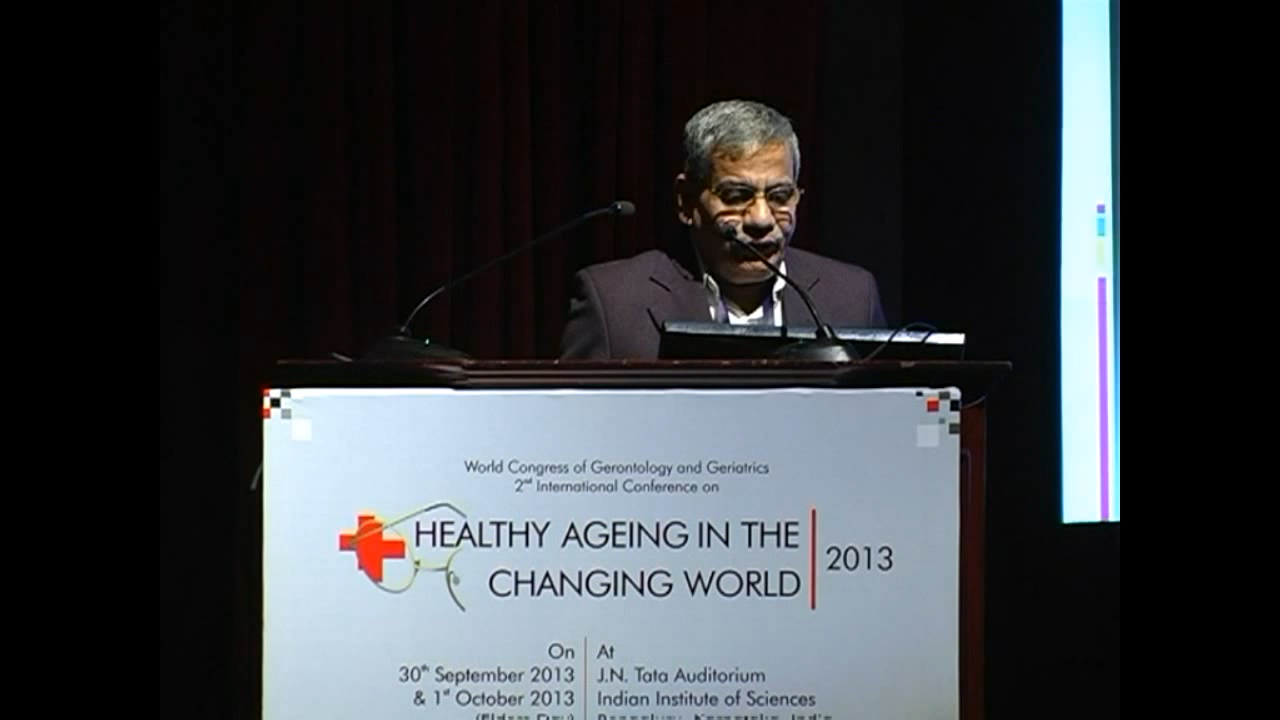 World Congress of Gerontology and Geriatrics
2nd International Conference on
HEALTHY AGEING IN THE
CHANGING WORLD
2013
On
30th September 2013
& 1st October 2013
At
J.N. Tata Auditorium
Indian Institute of Sciences